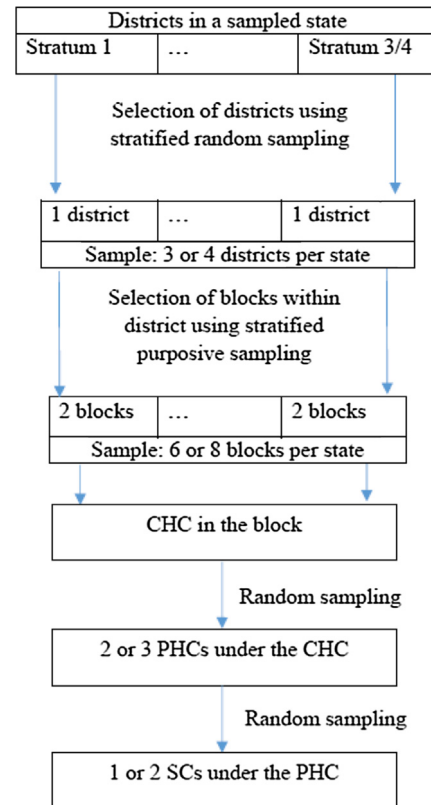 Districts in a sampled state
Stratum 1 … Stratum 3/4
Selection of districts using
stratified random sampling
1 district … 1 district
Sample: 3 or 4 districts per state
Selection of blocks within
district using stratified
purposive sampling
2 blocks … 2 blocks
Sample: 6 or 8 blocks per state
CHC in the block
Random sampling
2 or 3 PHCs under the CHC
Random sampling
1 or 2 SCs under the PHC